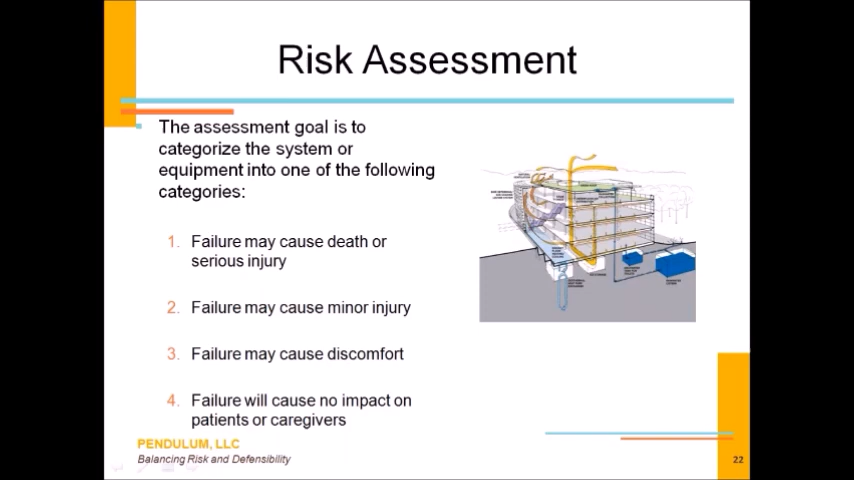 Risk Assessment
The assessment goal is to
categorize the system or
equipment into one of the following
categories:
1. Failure may cause death or
serious injury
2. Failure may cause minor injury
3. Failure may cause discomfort
4. Failure will cause no impact on
patients or caregivers
PENDULUM, LLC
Balancing Risk and Defensibility
22